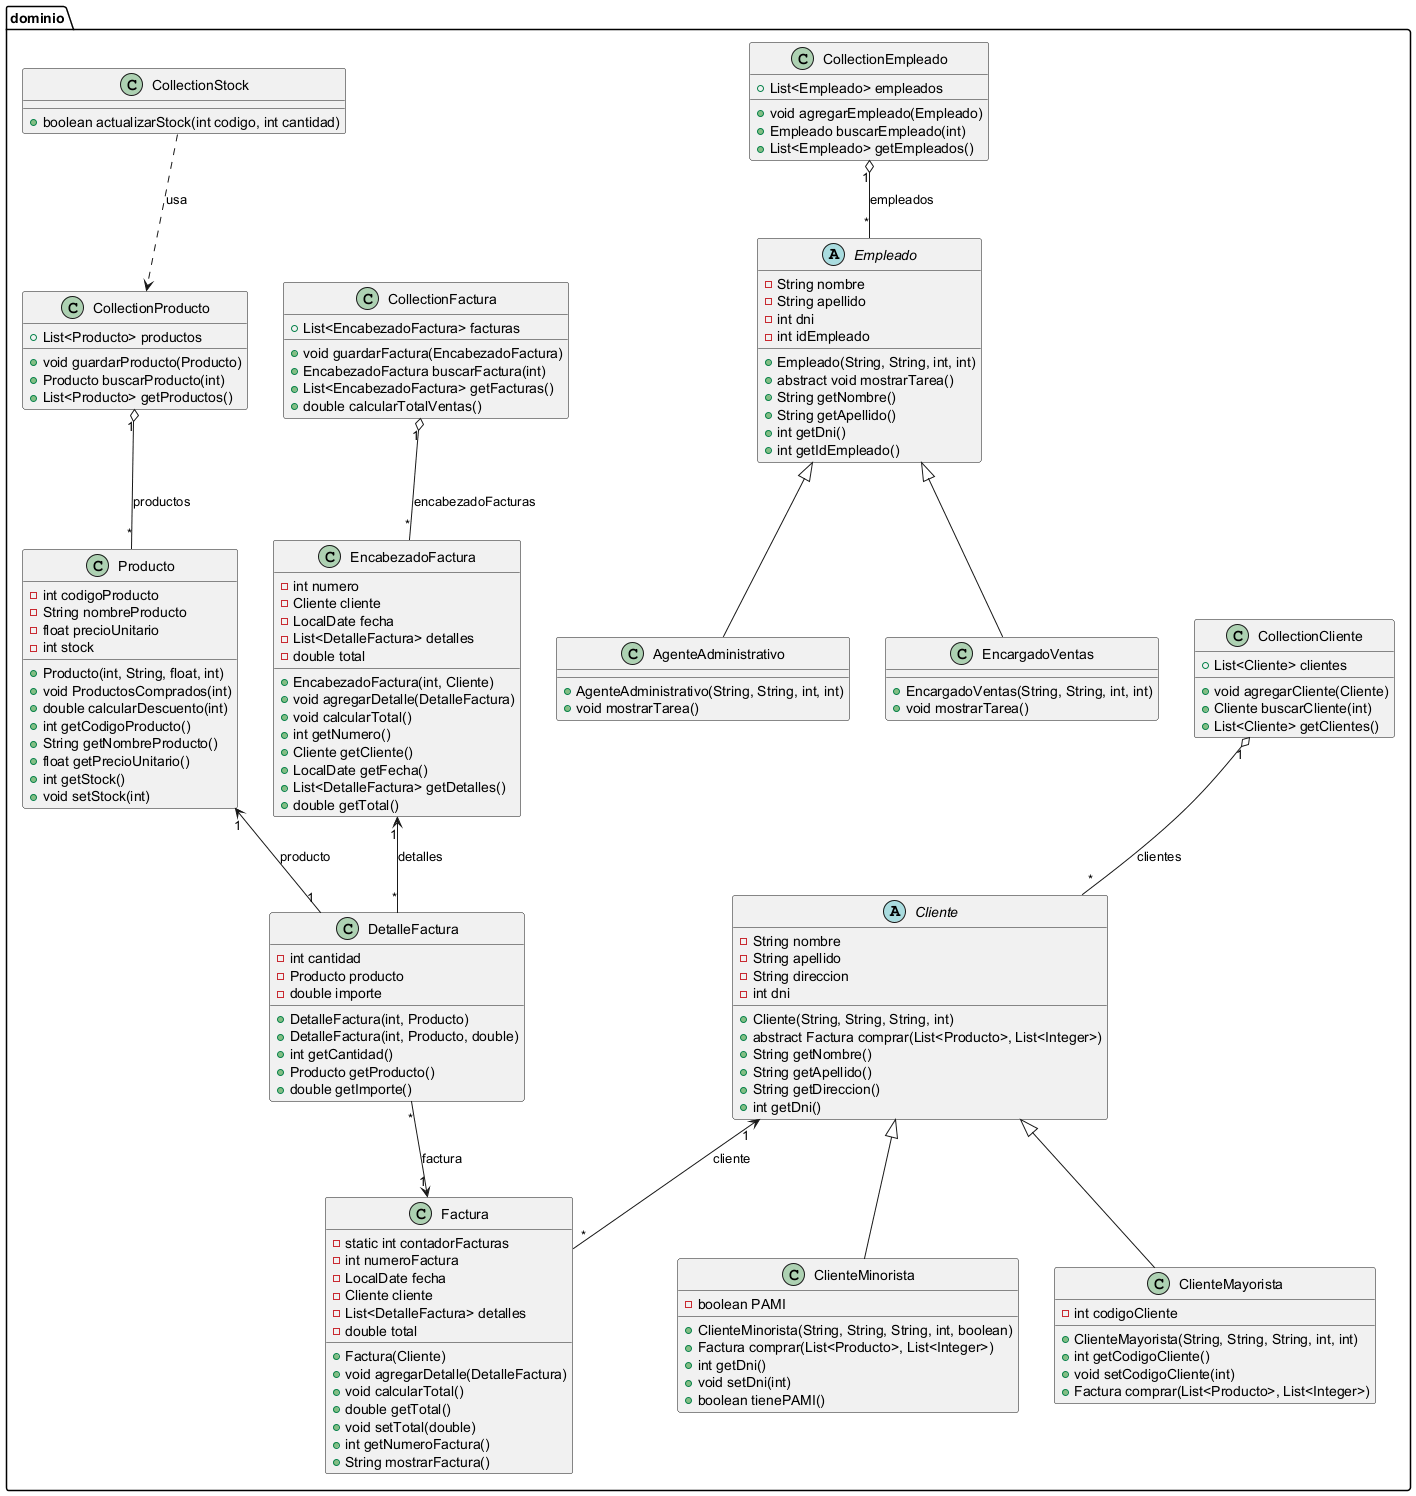 dominio
CollectionStock
boolean actualizarStock(int codigo, int cantidad)
usa
CollectionEmpleado
List<Empleado> empleados
void agregarEmpleado(Empleado)
Empleado buscarEmpleado(int)
List<Empleado> getEmpleados()
1
empleados
*
CollectionProducto
List<Producto> productos
void guardarProducto(Producto)
Producto buscarProducto(int)
List<Producto> getProductos()
1
productos
*
CollectionFactura
List<EncabezadoFactura> facturas
void guardarFactura(EncabezadoFactura)
EncabezadoFactura buscarFactura(int)
List<EncabezadoFactura> getFacturas()
double calcularTotalVentas()
1
encabezadoFacturas
*
Empleado
String nombre
String apellido
int dni
int idEmpleado
Empleado(String, String, int, int)
abstract void mostrarTarea()
String getNombre()
String getApellido()
int getDni()
int getIdEmpleado()
Producto
int codigoProducto
String nombreProducto
float precioUnitario
int stock
Producto(int, String, float, int)
void ProductosComprados(int)
double calcularDescuento(int)
int getCodigoProducto()
String getNombreProducto()
float getPrecioUnitario()
int getStock()
void setStock(int)
1
producto
1
EncabezadoFactura
int numero
Cliente cliente
LocalDate fecha
List<DetalleFactura> detalles
double total
EncabezadoFactura(int, Cliente)
void agregarDetalle(DetalleFactura)
void calcularTotal()
int getNumero()
Cliente getCliente()
LocalDate getFecha()
List<DetalleFactura> getDetalles()
double getTotal()
1
detalles
*
AgenteAdministrativo
AgenteAdministrativo(String, String, int, int)
void mostrarTarea()
EncargadoVentas
EncargadoVentas(String, String, int, int)
void mostrarTarea()
CollectionCliente
List<Cliente> clientes
void agregarCliente(Cliente)
Cliente buscarCliente(int)
List<Cliente> getClientes()
1
clientes
*
DetalleFactura
int cantidad
Producto producto
double importe
DetalleFactura(int, Producto)
DetalleFactura(int, Producto, double)
int getCantidad()
Producto getProducto()
double getImporte()
*
factura
1
Cliente
String nombre
String apellido
String direccion
int dni
Cliente(String, String, String, int)
abstract Factura comprar(List<Producto>, List<Integer>)
String getNombre()
String getApellido()
String getDireccion()
int getDni()
1
cliente
*
Factura
static int contadorFacturas
int numeroFactura
LocalDate fecha
Cliente cliente
List<DetalleFactura> detalles
double total
Factura(Cliente)
void agregarDetalle(DetalleFactura)
void calcularTotal()
double getTotal()
void setTotal(double)
int getNumeroFactura()
String mostrarFactura()
ClienteMinorista
boolean PAMI
ClienteMinorista(String, String, String, int, boolean)
Factura comprar(List<Producto>, List<Integer>)
int getDni()
void setDni(int)
boolean tienePAMI()
ClienteMayorista
int codigoCliente
ClienteMayorista(String, String, String, int, int)
int getCodigoCliente()
void setCodigoCliente(int)
Factura comprar(List<Producto>, List<Integer>)